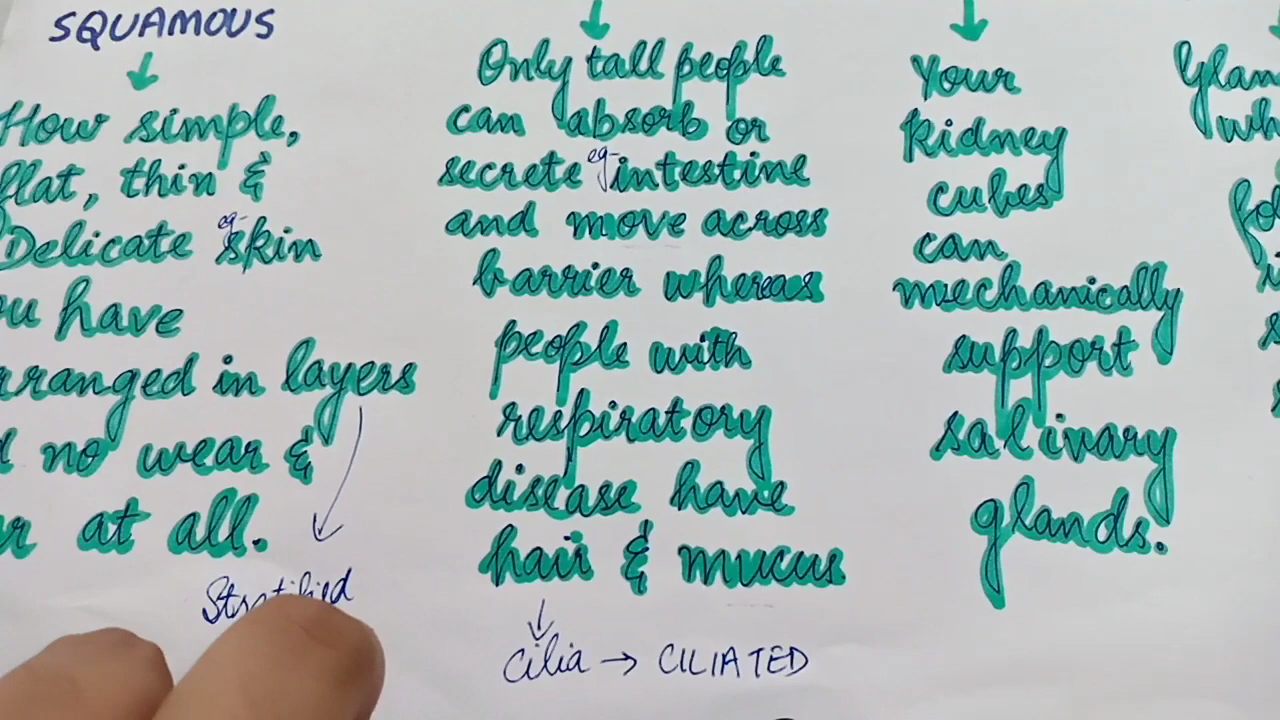 SQUAMOUS
How simple,
flat, thin &
Delicate eg- skin
have
arranged in layers
no wear &
at all.
Stratified
Only tall people
can absorb or
secrete eg- intestine
and move across
barrier whereas
people with
respiratory
disease have
hair & mucus
Cilia → CILIATED
Your
Kidney
cubes
can
mechanically
support
salivary
glands.